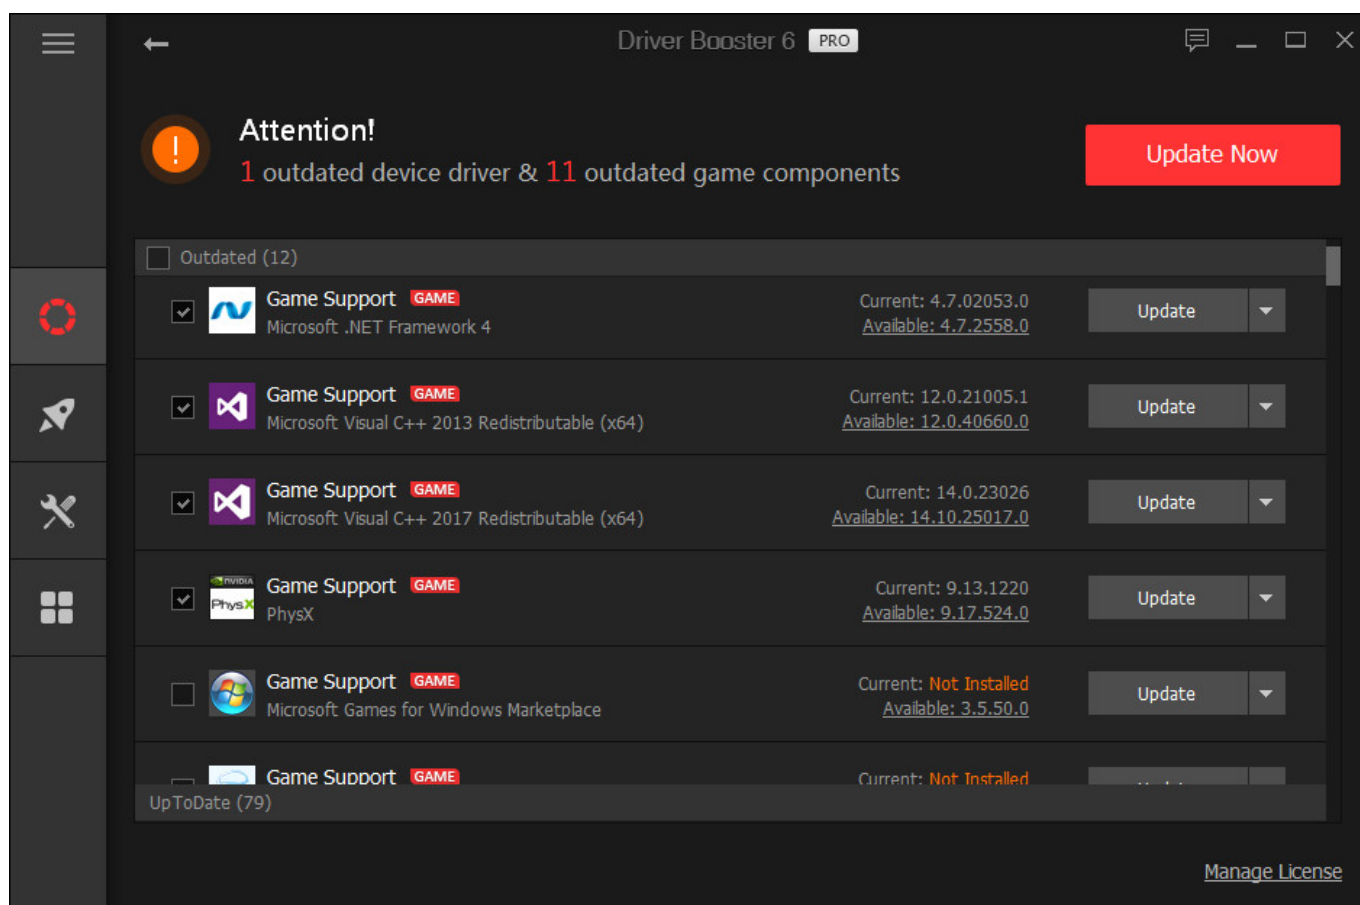 Driver Booster 6 PRO
Attention!
1 outdated device driver & 11 outdated game components
Update Now
Outdated (12)
Game Support GAME
Microsoft .NET Framework 4
Current: 4.7.02053.0
Available: 4.7.2558.0
Update
Game Support GAME
Microsoft Visual C++ 2013 Redistributable (x64)
Current: 12.0.21005.1
Available: 12.0.40660.0
Update
Game Support GAME
Microsoft Visual C++ 2017 Redistributable (x64)
Current: 14.0.23026
Available: 14.10.25017.0
Update
NVIDIA
PhysX
Game Support GAME
PhysX
Current: 9.13.1220
Available: 9.17.524.0
Update
Game Support GAME
Microsoft Games for Windows Marketplace
Current: Not Installed
Available: 3.5.50.0
Update
Game Support GAME
Current: Not Installed
UpToDate (79)
Manage License